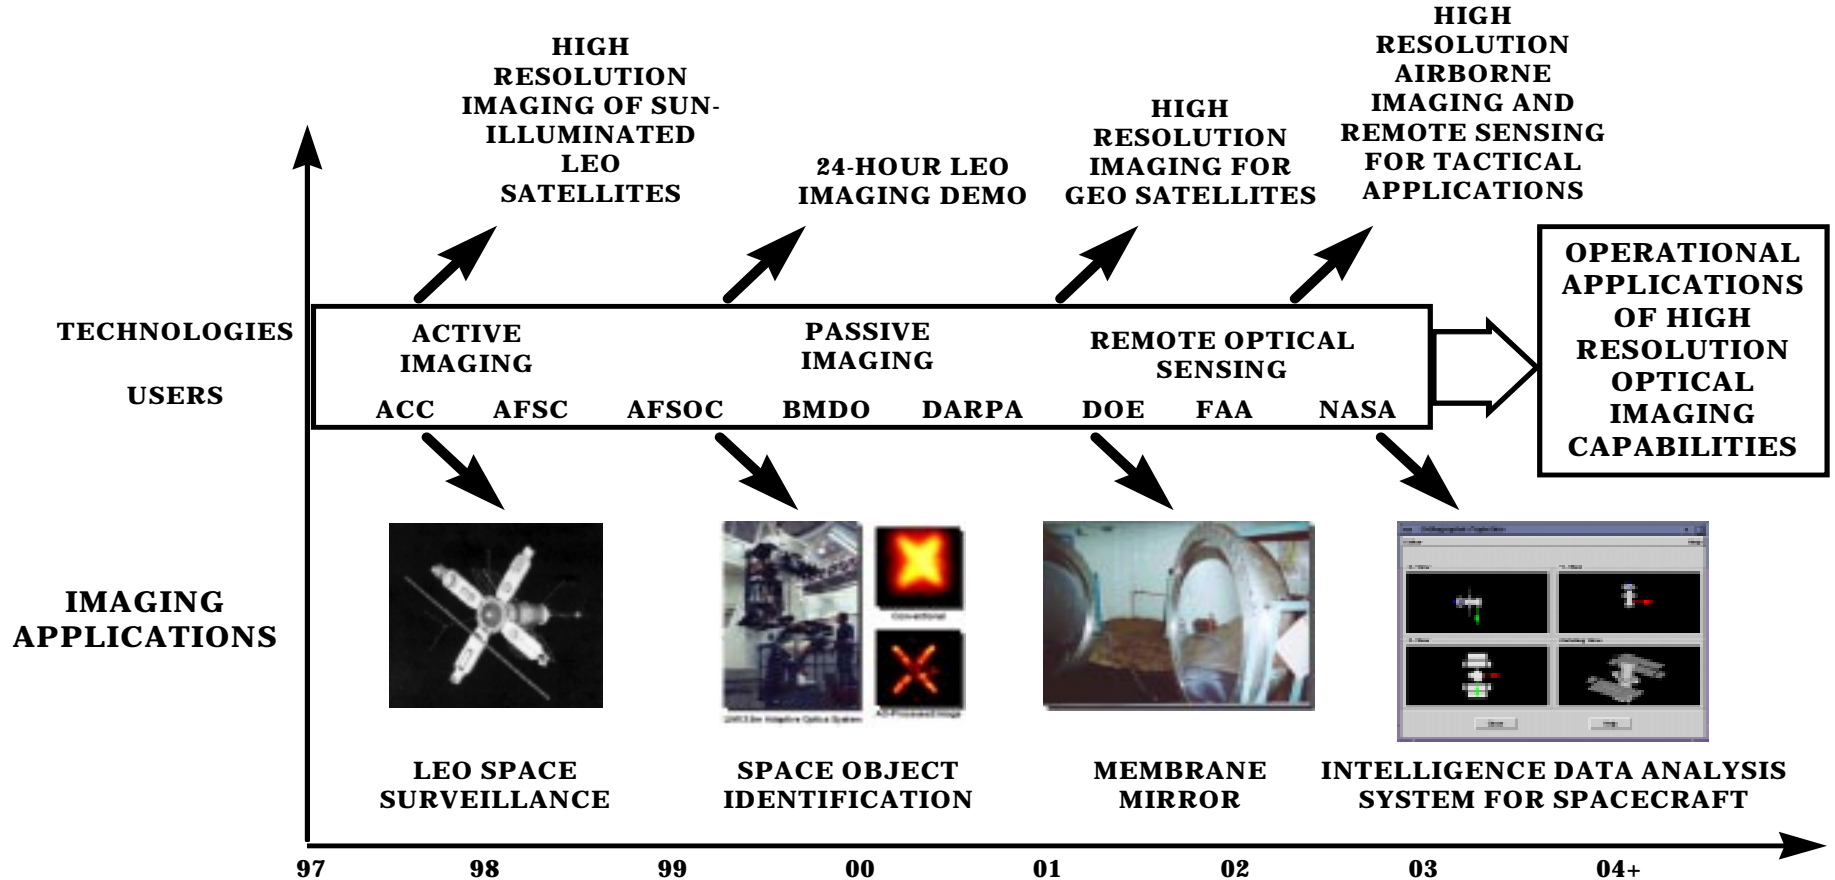 HIGH
RESOLUTION
IMAGING OF SUN-
ILLUMINATED
LEO
SATELLITES
24-HOUR LEO
IMAGING DEMO
HIGH
RESOLUTION
IMAGING FOR
GEO SATELLITES
HIGH
RESOLUTION
AIRBORNE
IMAGING AND
REMOTE SENSING
FOR TACTICAL
APPLICATIONS
TECHNOLOGIES
ACTIVE
IMAGING
PASSIVE
IMAGING
REMOTE OPTICAL
SENSING
USERS
ACC AFSC AFSOC BMDO DARPA DOE FAA NASA
OPERATIONAL
APPLICATIONS
OF HIGH
RESOLUTION
OPTICAL
IMAGING
CAPABILITIES
IMAGING
APPLICATIONS
Conventional
Adaptive Optics System
LEO SPACE
SURVEILLANCE
SPACE OBJECT
IDENTIFICATION
MEMBRANE
MIRROR
INTELLIGENCE DATA ANALYSIS
SYSTEM FOR SPACECRAFT
97 98 99 00 01 02 03 04+